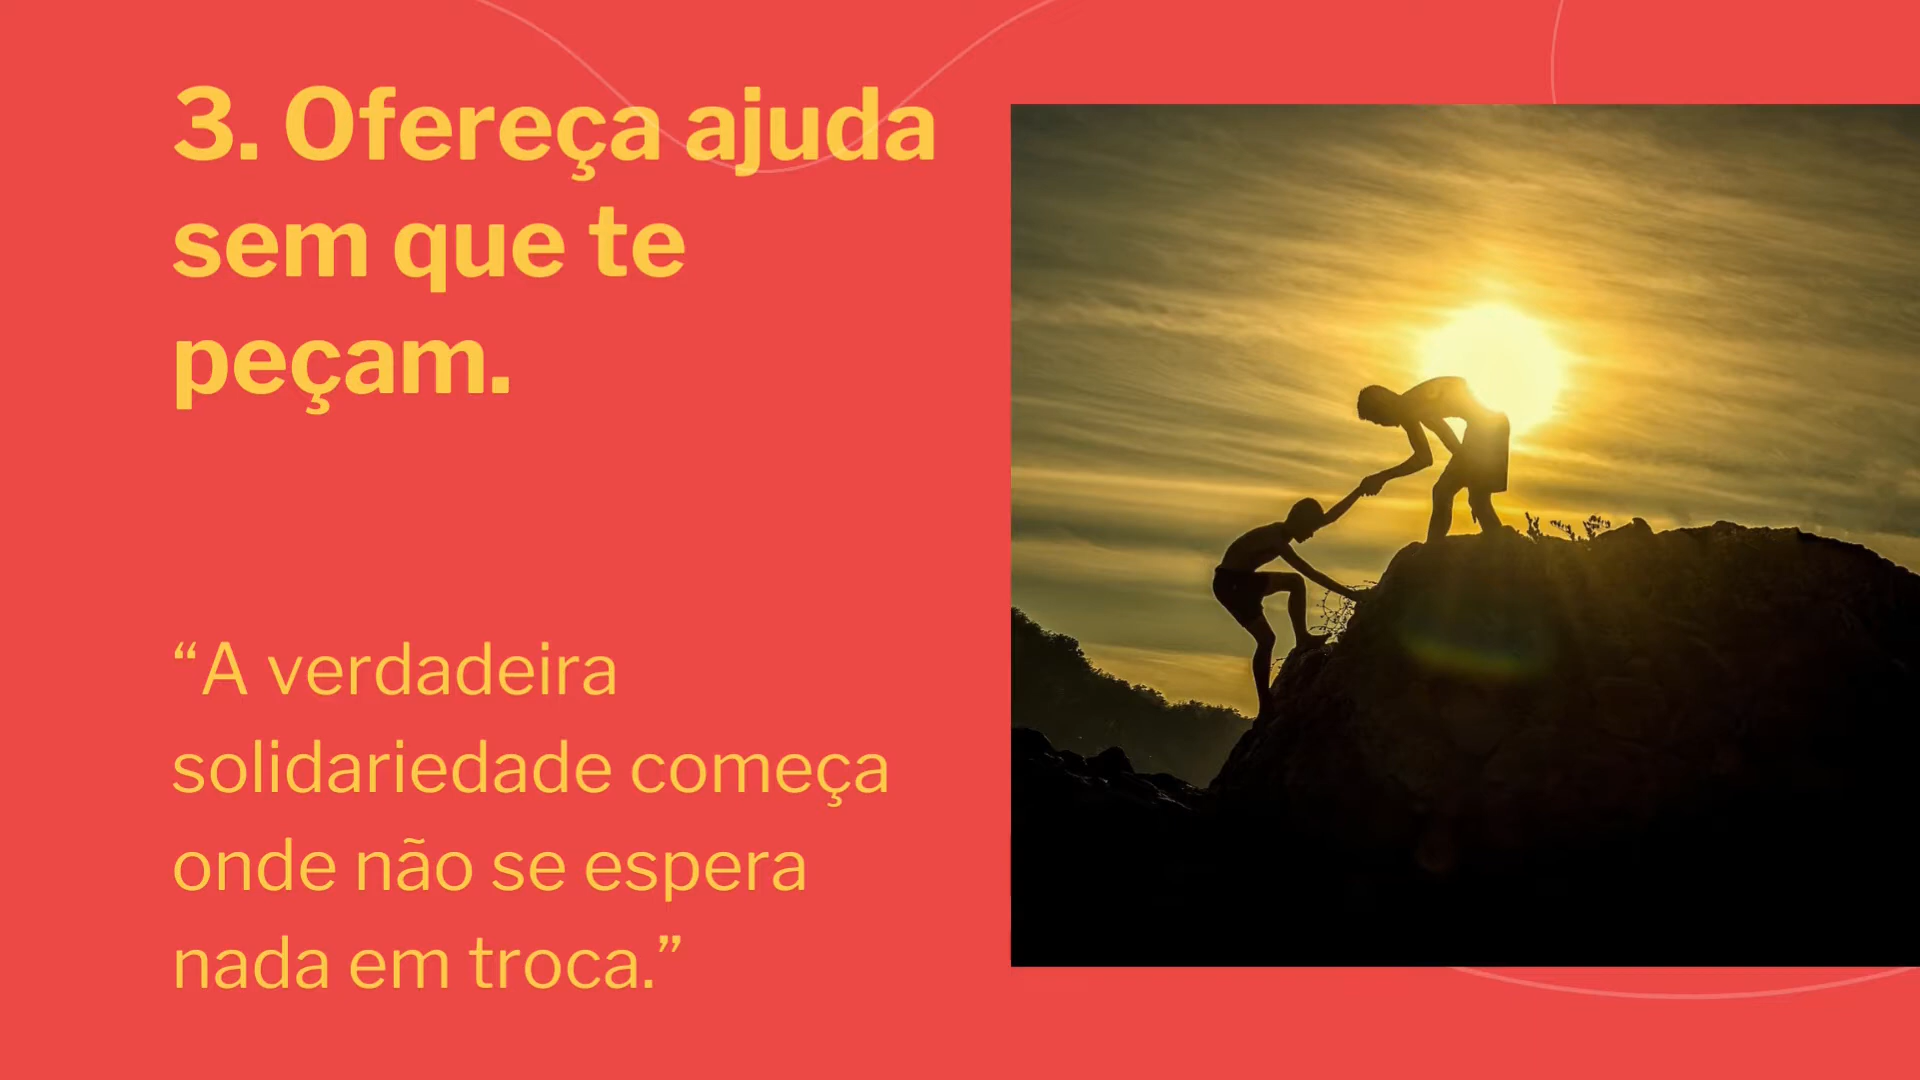 3. Ofereça ajuda
sem que te
peçam.
“A verdadeira
solidariedade começa
onde não se espera
nada em troca.”